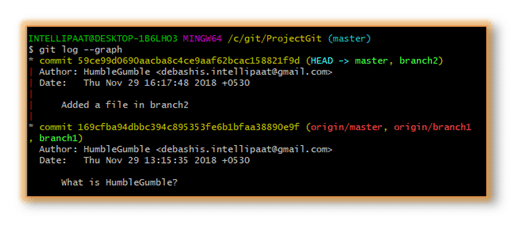 INTELLIPAAT@DESKTOP-1B6LHO3 MINGW64 /c/git/ProjectGit (master)
$ git log --graph
* commit 59ce99d0690aacba8c4ce9aaf62bcac158821f9d (HEAD -> master, branch2)
| Author: HumbleGumble <debashis.intellipaat@gmail.com>
| Date:   Thu Nov 29 16:17:48 2018 +0530
|
|     Added a file in branch2
|
* commit 169cfba94dbbc394c895353fe6b1bfaa38890e9f (origin/master, origin/branch1
, branch1)
  Author: HumbleGumble <debashis.intellipaat@gmail.com>
  Date:   Thu Nov 29 13:15:35 2018 +0530

      What is HumbleGumble?